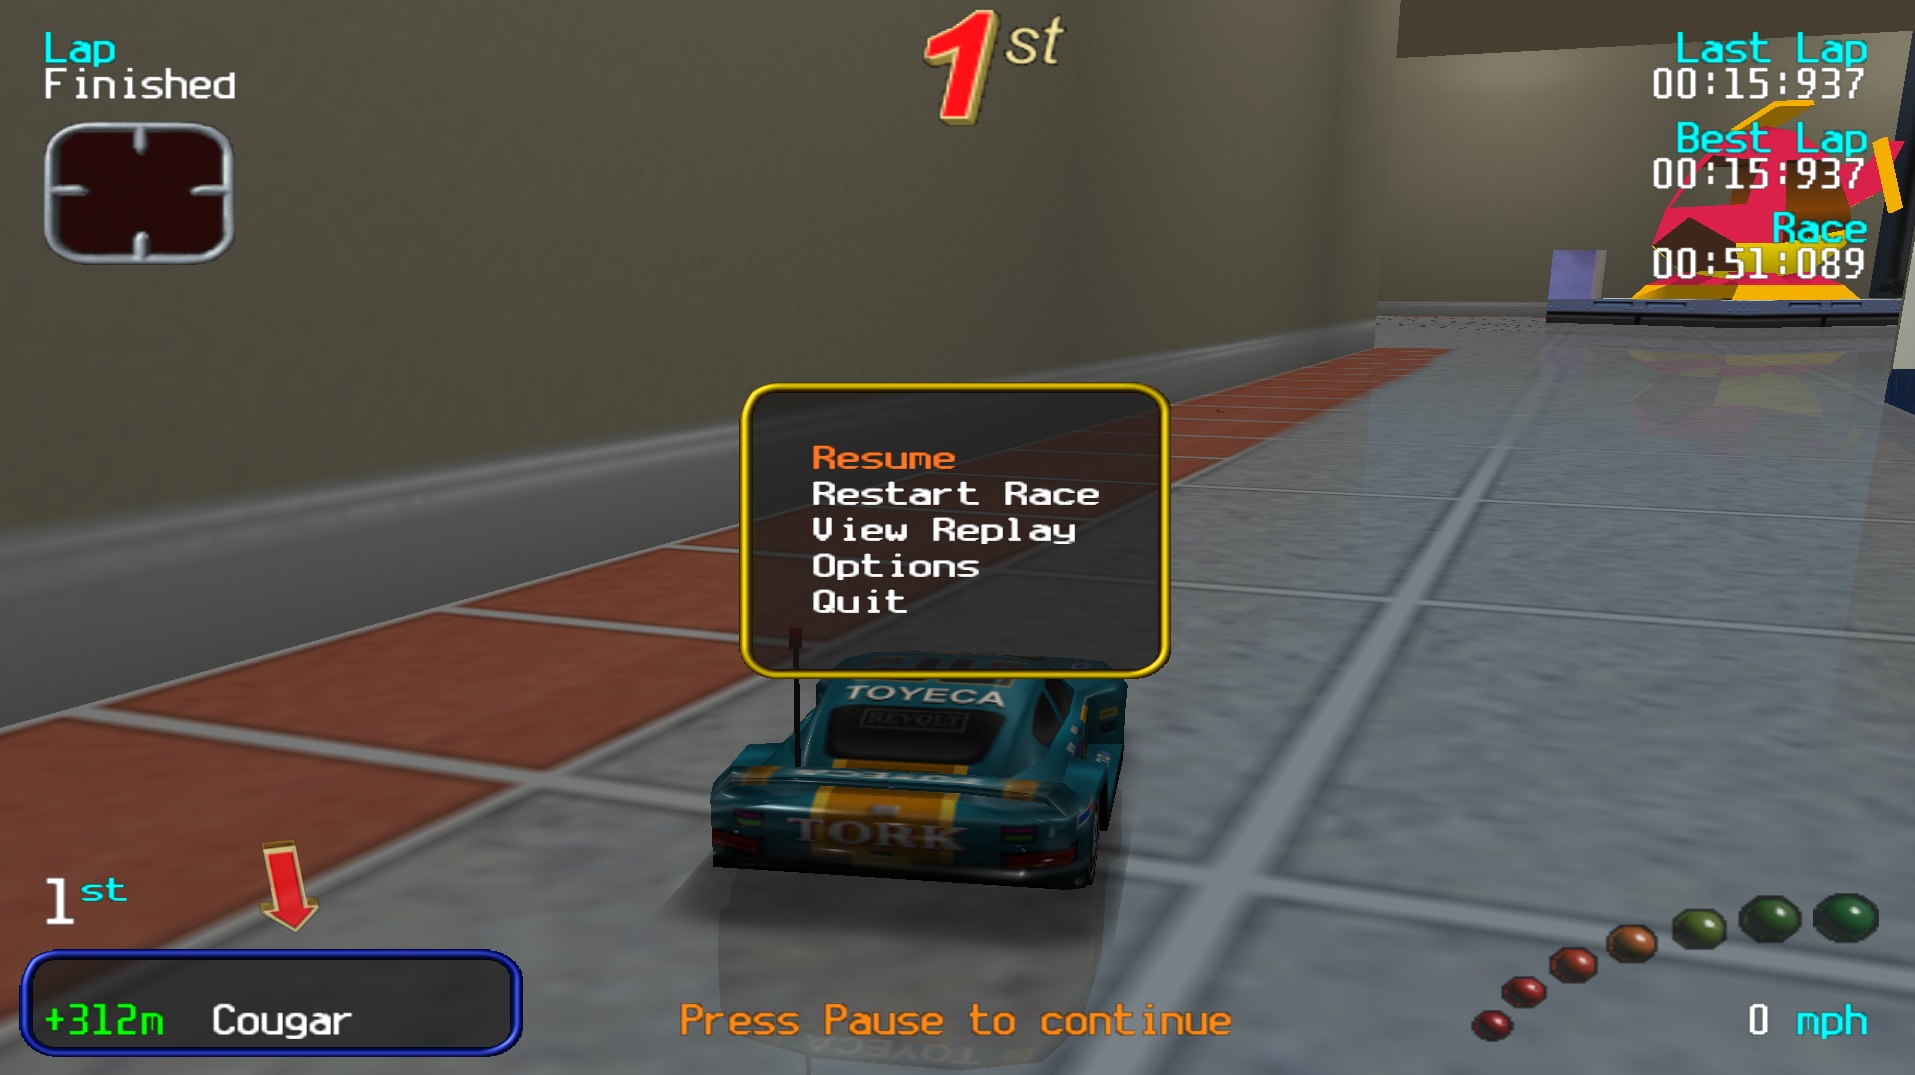 Lap
Finished
1st
Last Lap
00:15:937
Best Lap
00:15:937
Race
00:51:089
Resume
Restart Race
View Replay
Options
Quit
TOYECA
REVOLT
TORK
1st
+312m Cougar
Press Pause to continue
0 mph
TOYECA